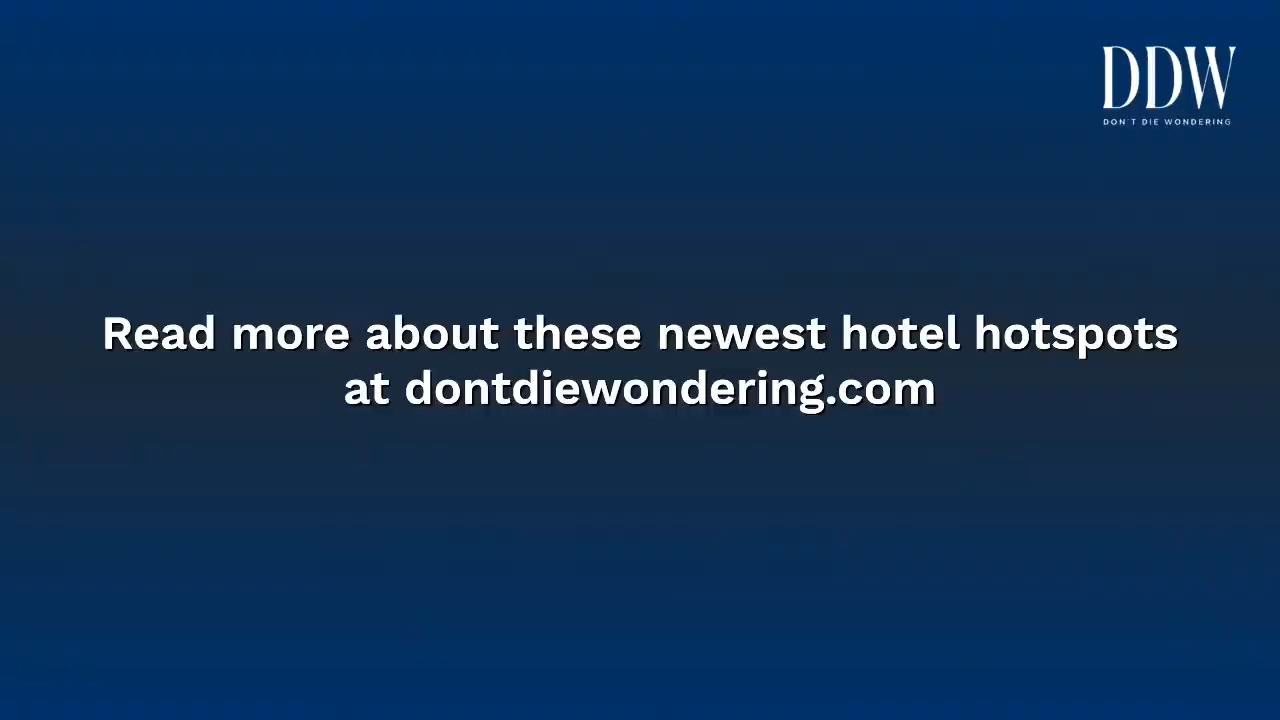 DDW
DON'T DIE WONDERING
Read more about these newest hotel hotspots
at dontdiewondering.com